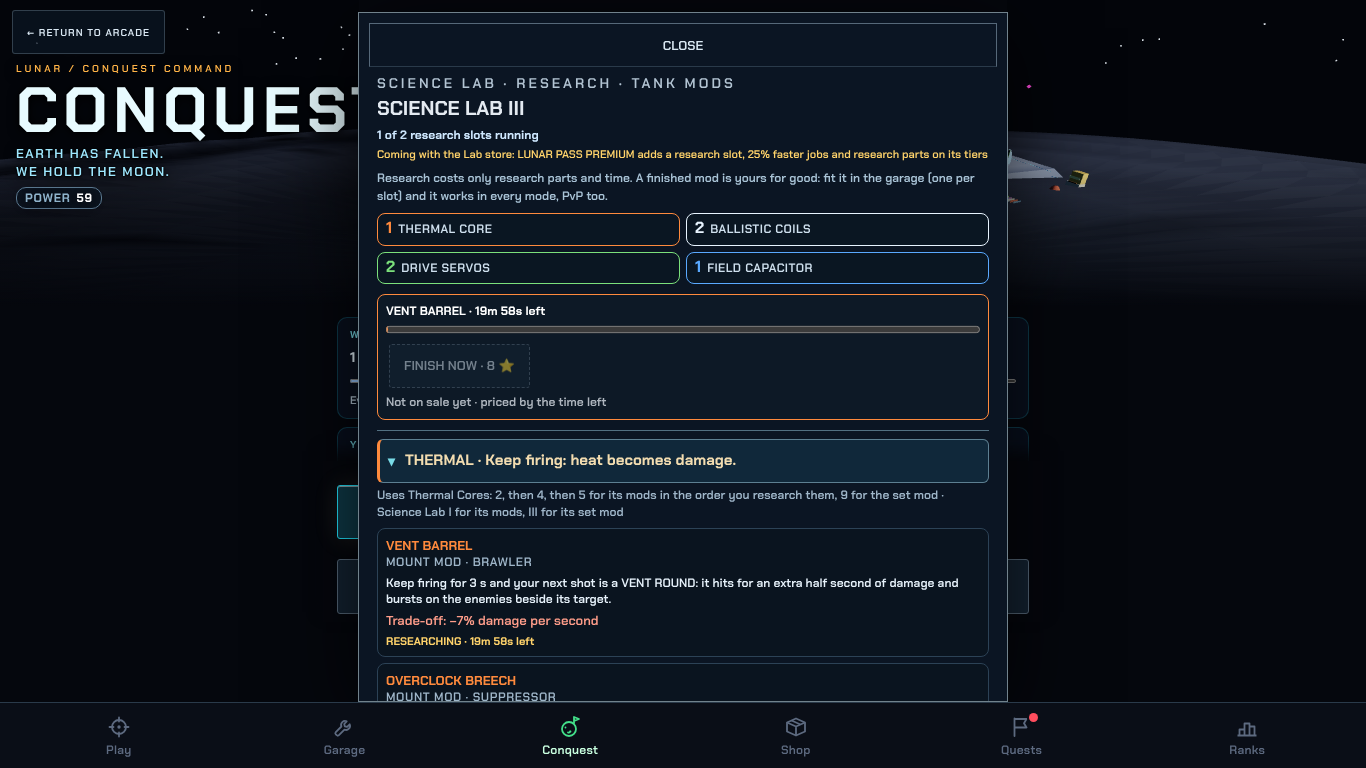 ← RETURN TO ARCADE
LUNAR / CONQUEST COMMAND
CONQUEST
EARTH HAS FALLEN.
WE HOLD THE MOON.
POWER 59
CLOSE
SCIENCE LAB · RESEARCH · TANK MODS
SCIENCE LAB III
1 of 2 research slots running
Coming with the Lab store: LUNAR PASS PREMIUM adds a research slot, 25% faster jobs and research parts on its tiers
Research costs only research parts and time. A finished mod is yours for good: fit it in the garage (one per
slot) and it works in every mode, PvP too.
1 THERMAL CORE
2 BALLISTIC COILS
2 DRIVE SERVOS
1 FIELD CAPACITOR
VENT BARREL · 19m 58s left
FINISH NOW · 8 ⭐
Not on sale yet · priced by the time left
▼ THERMAL · Keep firing: heat becomes damage.
Uses Thermal Cores: 2, then 4, then 5 for its mods in the order you research them, 9 for the set mod ·
Science Lab I for its mods, III for its set mod
VENT BARREL
MOUNT MOD · BRAWLER
Keep firing for 3 s and your next shot is a VENT ROUND: it hits for an extra half second of damage and
bursts on the enemies beside its target.
Trade-off: −7% damage per second
RESEARCHING · 19m 58s left
OVERCLOCK BREECH
MOUNT MOD · SUPPRESSOR
Play
Garage
Conquest
Shop
Quests
Ranks